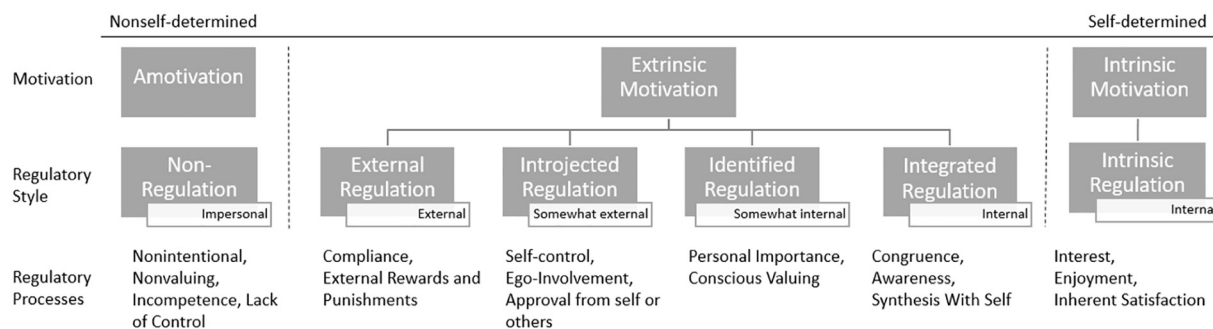 Nonself-determined
Self-determined
Motivation
Amotivation
Extrinsic
Motivation
Intrinsic
Motivation
Regulatory
Style
Non-
Regulation
Impersonal
External
Regulation
External
Introjected
Regulation
Somewhat external
Identified
Regulation
Somewhat internal
Integrated
Regulation
Internal
Intrinsic
Regulation
Interna
Regulatory
Processes
Nonintentional,
Nonvaluing,
Incompetence, Lack
of Control
Compliance,
External Rewards and
Punishments
Self-control,
Ego-Involvement,
Approval from self or
others
Personal Importance,
Conscious Valuing
Congruence,
Awareness,
Synthesis With Self
Interest,
Enjoyment,
Inherent Satisfaction